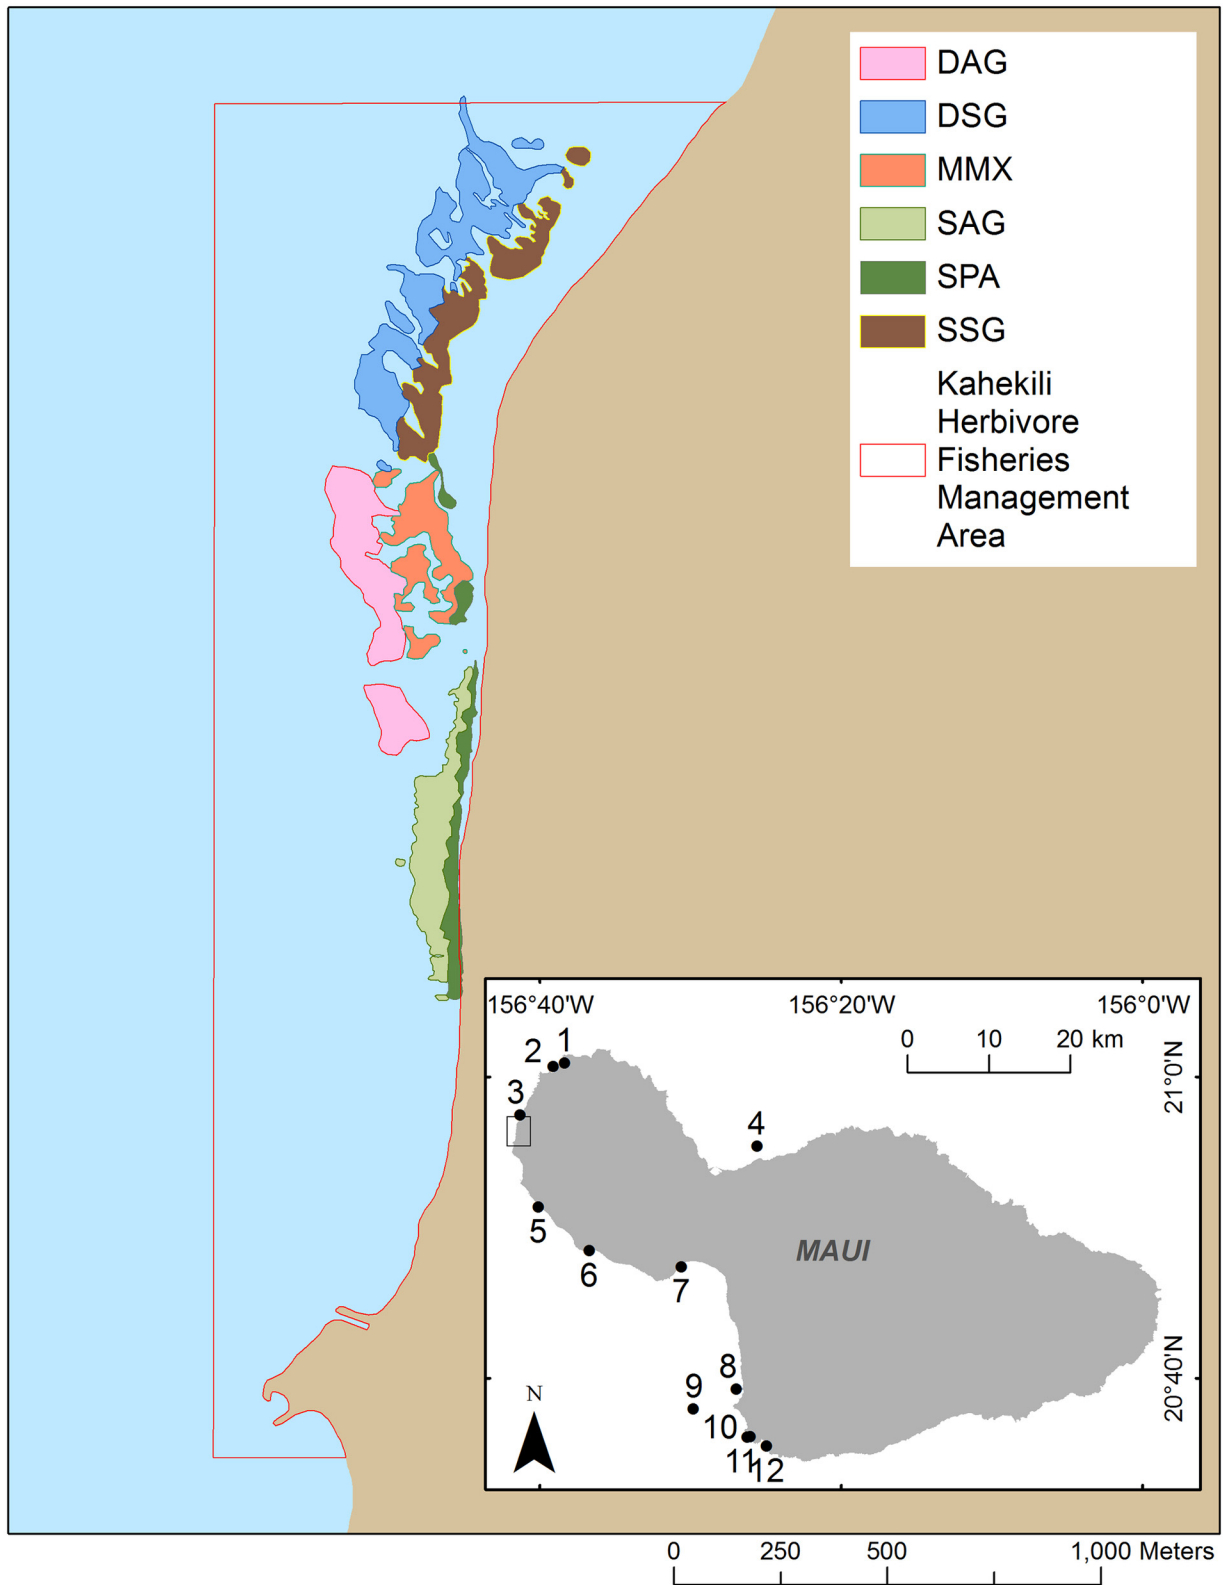 DAG
DSG
MMX
SAG
SPA
SSG
Kahekili
Herbivore
Fisheries
Management
Area
156°40'W 156°20'W 156°0'W
0 10 20 km
21°0'N
20°40'N
1
2
3
4
5
6
7
8
9
10
11
12
MAUI
N
0 250 500 1,000 Meters